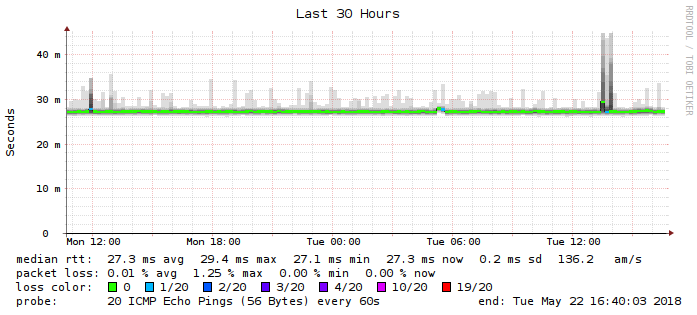 Last 30 Hours
RRDTOOL / TOBI OETIKER
Seconds
40 m
30 m
20 m
10 m
0
Mon 12:00 Mon 18:00 Tue 00:00 Tue 06:00 Tue 12:00
median rtt: 27.3 ms avg 29.4 ms max 27.1 ms min 27.3 ms now 0.2 ms sd 136.2 am/s
packet loss: 0.01 % avg 1.25 % max 0.00 % min 0.00 % now
loss color: 0 1/20 2/20 3/20 4/20 10/20 19/20
probe: 20 ICMP Echo Pings (56 Bytes) every 60s end: Tue May 22 16:40:03 2018